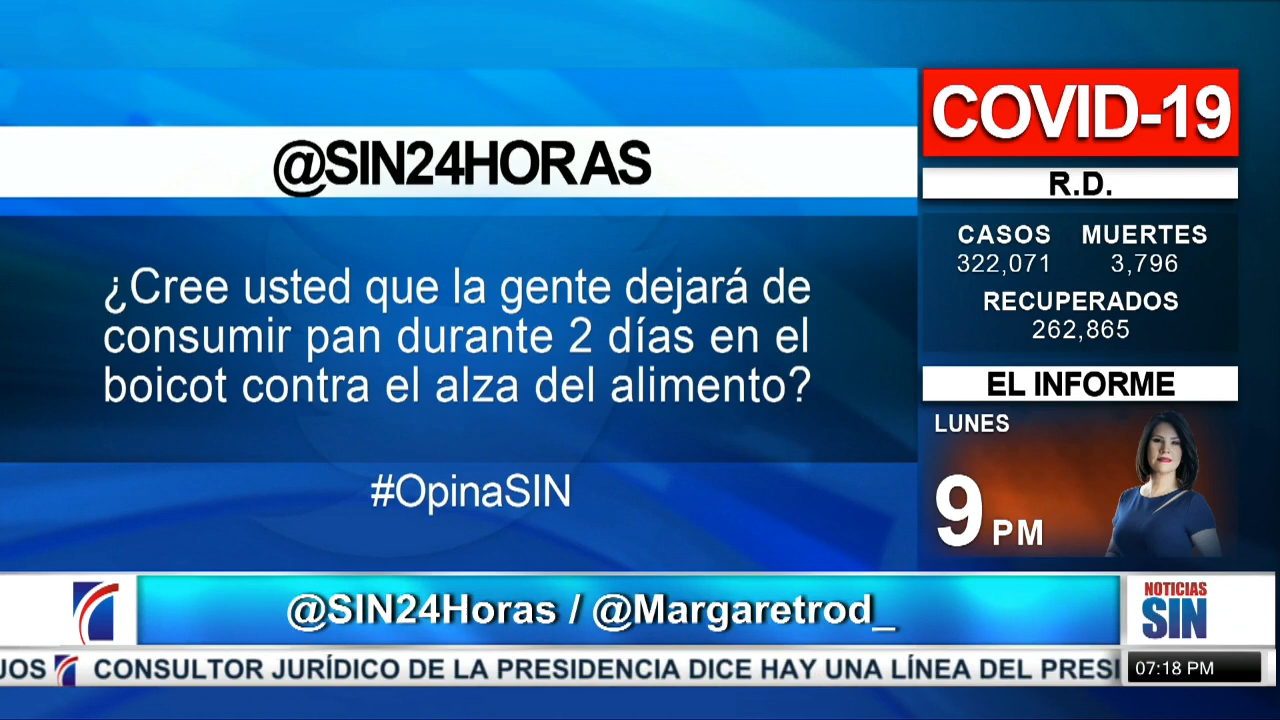 @SIN24HORAS
¿Cree usted que la gente dejará de
consumir pan durante 2 días en el
boicot contra el alza del alimento?
#OpinaSIN
COVID-19
R.D.
CASOS MUERTES
322,071 3,796
RECUPERADOS
262,865
EL INFORME
LUNES
9 PM
@SIN24Horas / @Margaretrod_
NOTICIAS
SIN
JOS CONSULTOR JURÍDICO DE LA PRESIDENCIA DICE HAY UNA LÍNEA DEL PRESI
07:18 PM